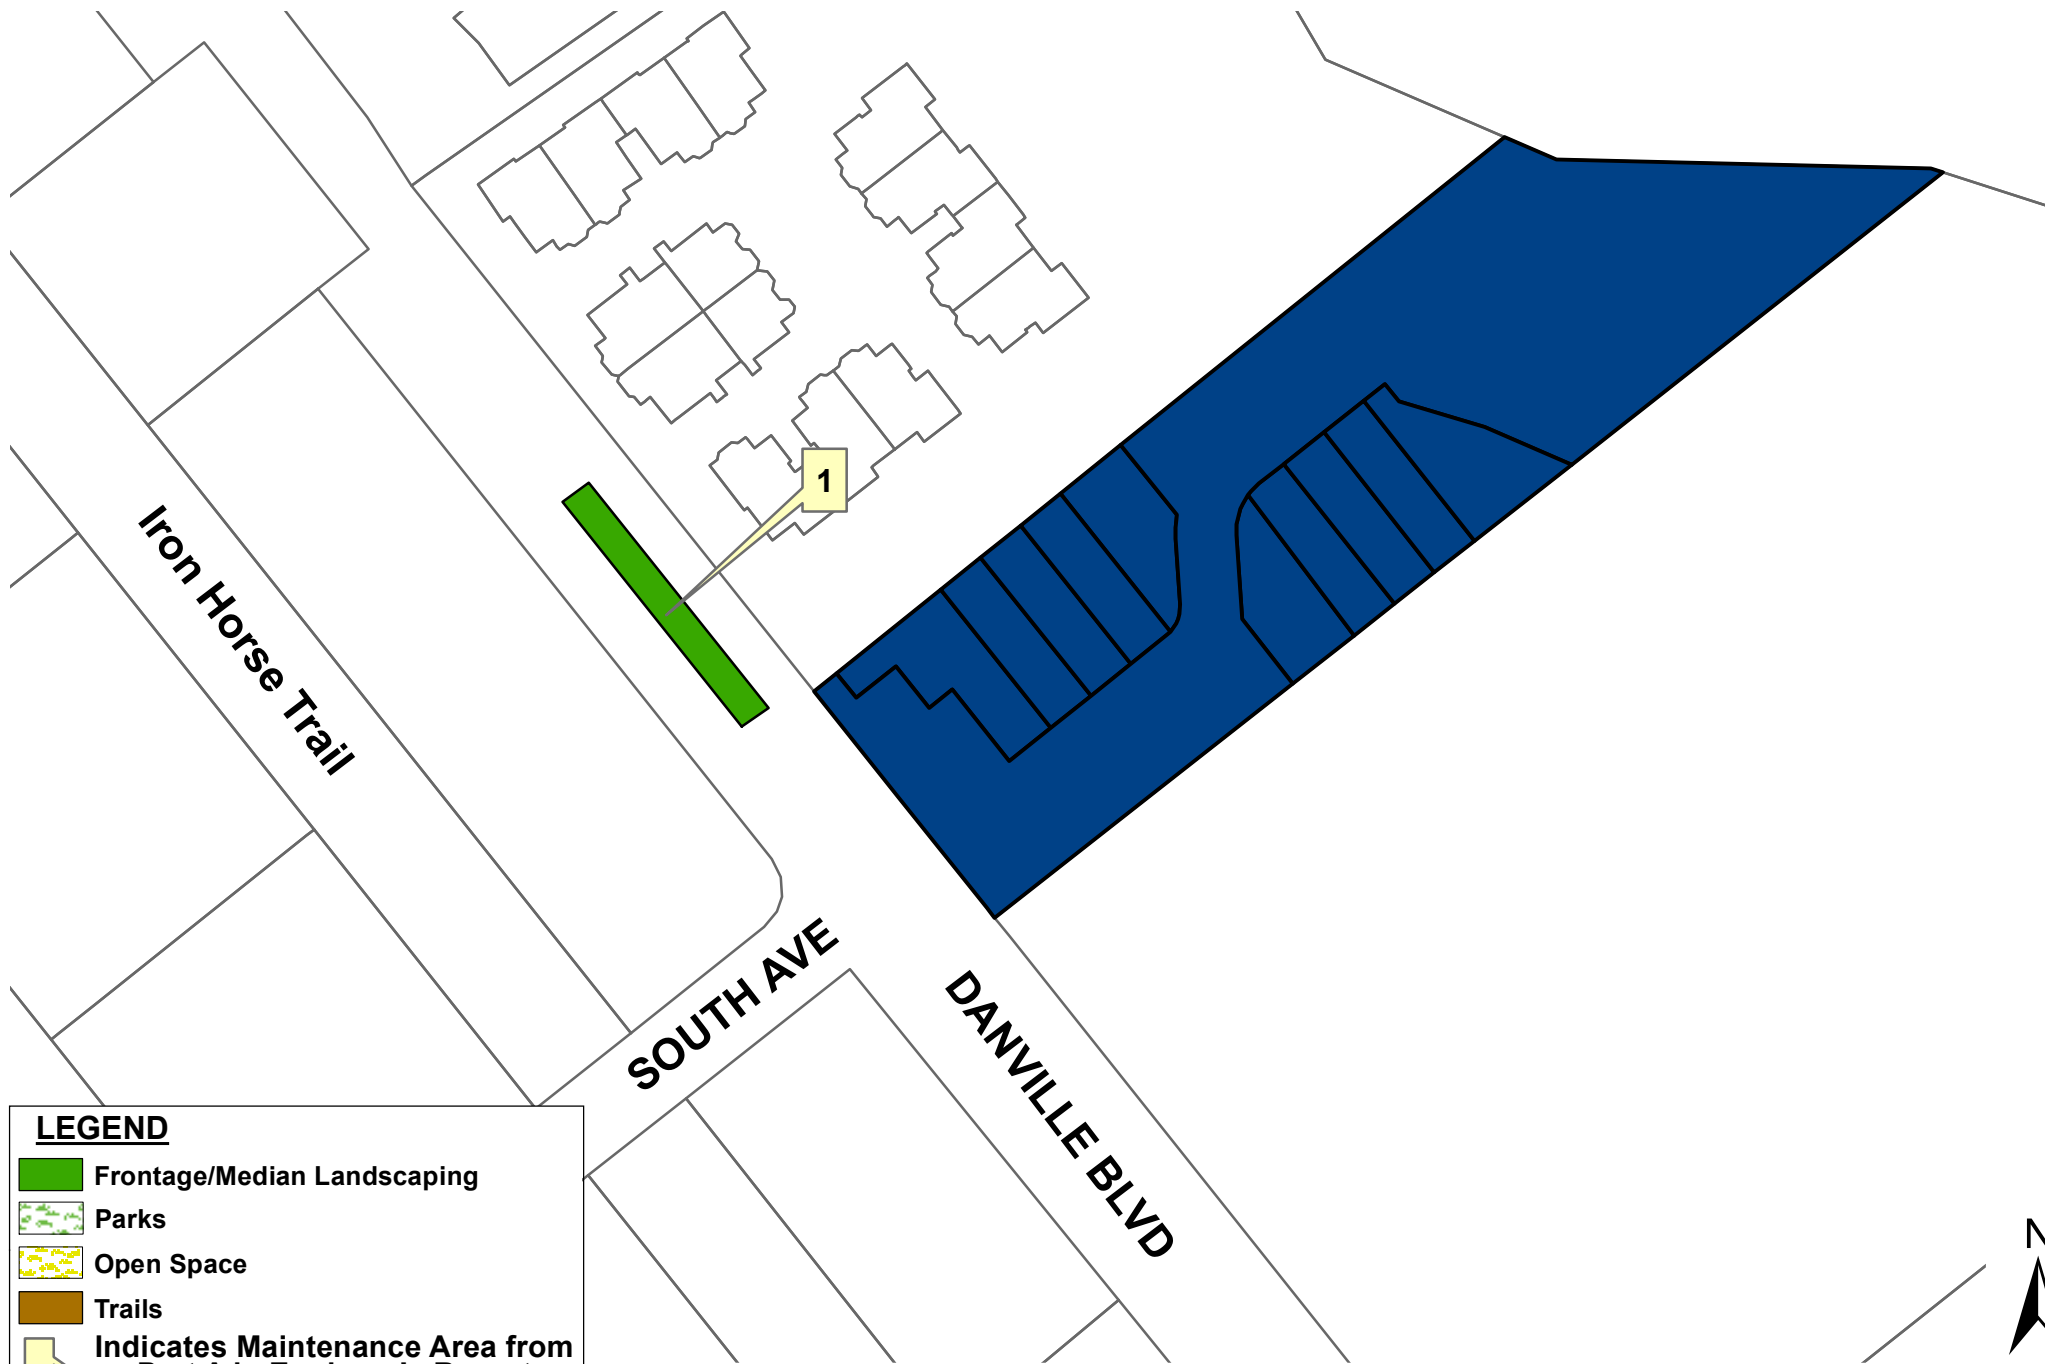 1
Iron Horse Trail
SOUTH AVE
DANVILLE BLVD
LEGEND
Frontage/Median Landscaping
Parks
Open Space
Trails
Indicates Maintenance Area from
N